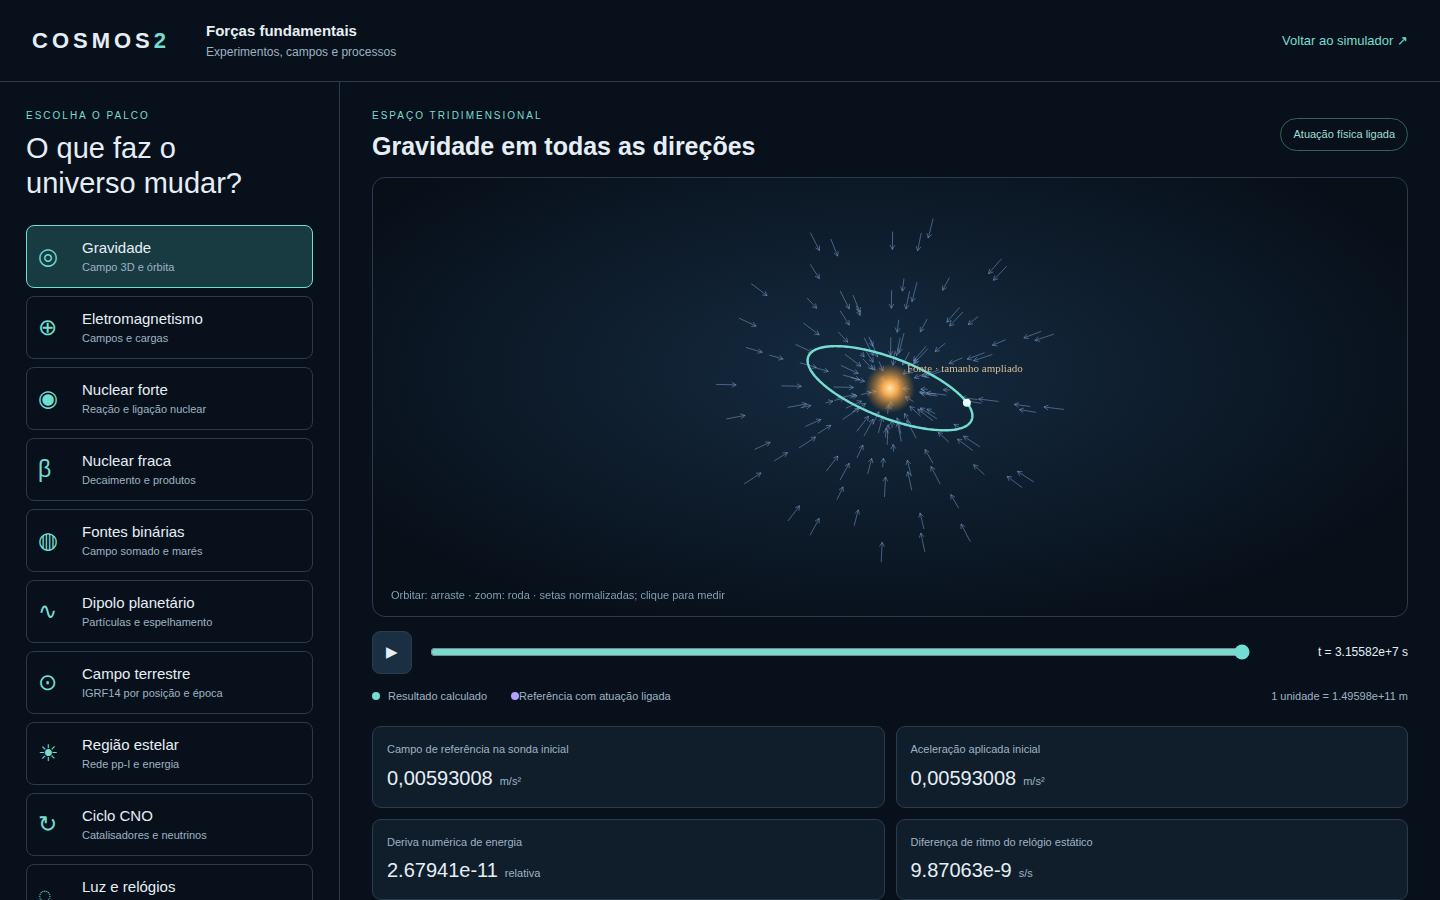 COSMOS2
Forças fundamentais
Experimentos, campos e processos
Voltar ao simulador ↗
ESCOLHA O PALCO
O que faz o
universo mudar?
Gravidade
Campo 3D e órbita
Eletromagnetismo
Campos e cargas
Nuclear forte
Reação e ligação nuclear
β
Nuclear fraca
Decaimento e produtos
Fontes binárias
Campo somado e marés
Dipolo planetário
Partículas e espelhamento
Campo terrestre
IGRF14 por posição e época
Região estelar
Rede pp-I e energia
Ciclo CNO
Catalisadores e neutrinos
Luz e relógios
ESPAÇO TRIDIMENSIONAL
Gravidade em todas as direções
Atuação física ligada
Fonte · tamanho ampliado
Orbitar: arraste · zoom: roda · setas normalizadas; clique para medir
t = 3.15582e+7 s
Resultado calculado
Referência com atuação ligada
1 unidade = 1.49598e+11 m
Campo de referência na sonda inicial
0,00593008 m/s²
Aceleração aplicada inicial
0,00593008 m/s²
Deriva numérica de energia
2.67941e-11 relativa
Diferença de ritmo do relógio estático
9.87063e-9 s/s